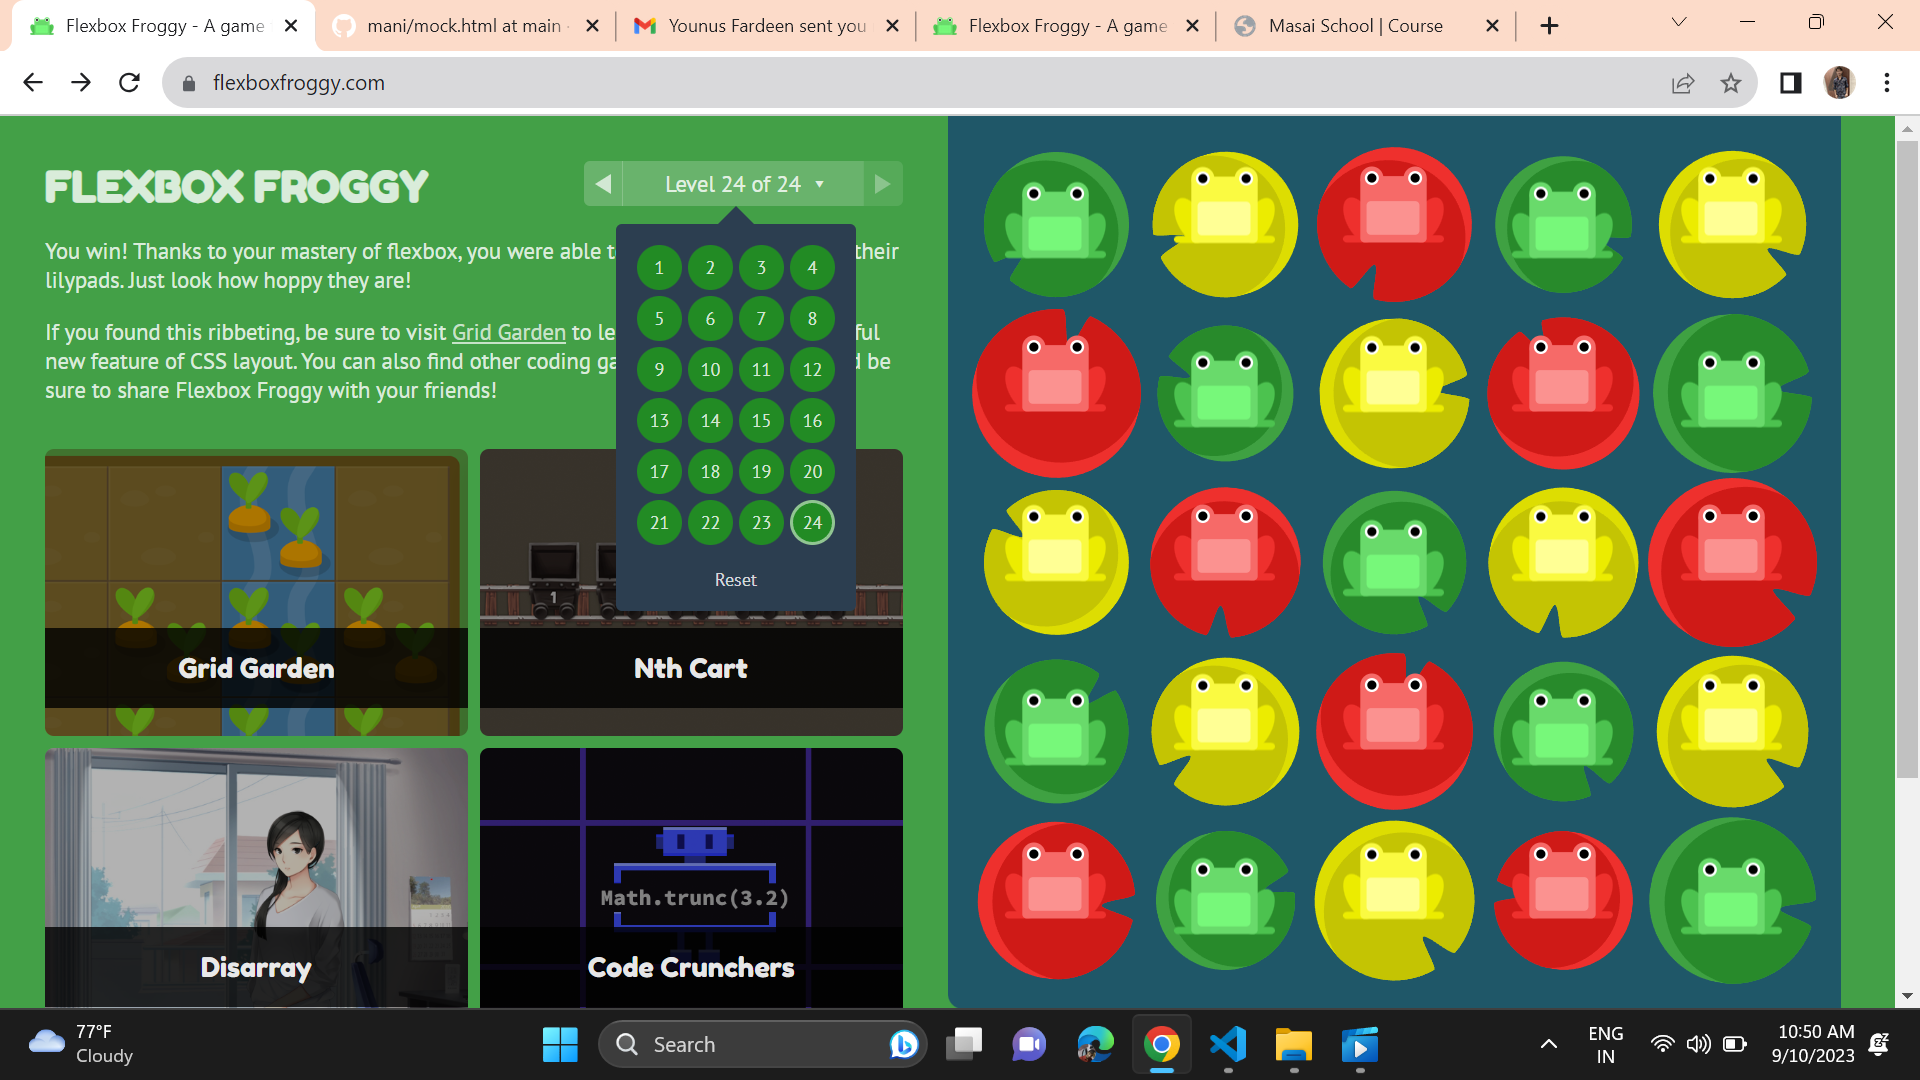 Flexbox Froggy - A game
mani/mock.html at main
Younus Fardeen sent you
Flexbox Froggy - A game
Masai School | Course
flexboxfroggy.com
FLEXBOX FROGGY
Level 24 of 24
You win! Thanks to your mastery of flexbox, you were able t
their
lilypads. Just look how hoppy they are!
If you found this ribbeting, be sure to visit Grid Garden to le
ful
new feature of CSS layout. You can also find other coding ga
d be
sure to share Flexbox Froggy with your friends!
1 2 3 4
5 6 7 8
9 10 11 12
13 14 15 16
17 18 19 20
21 22 23 24
Reset
1
Grid Garden
Nth Cart
Math.trunc(3.2)
Disarray
Code Crunchers
77°F
Cloudy
Search
ENG
IN
10:50 AM
9/10/2023